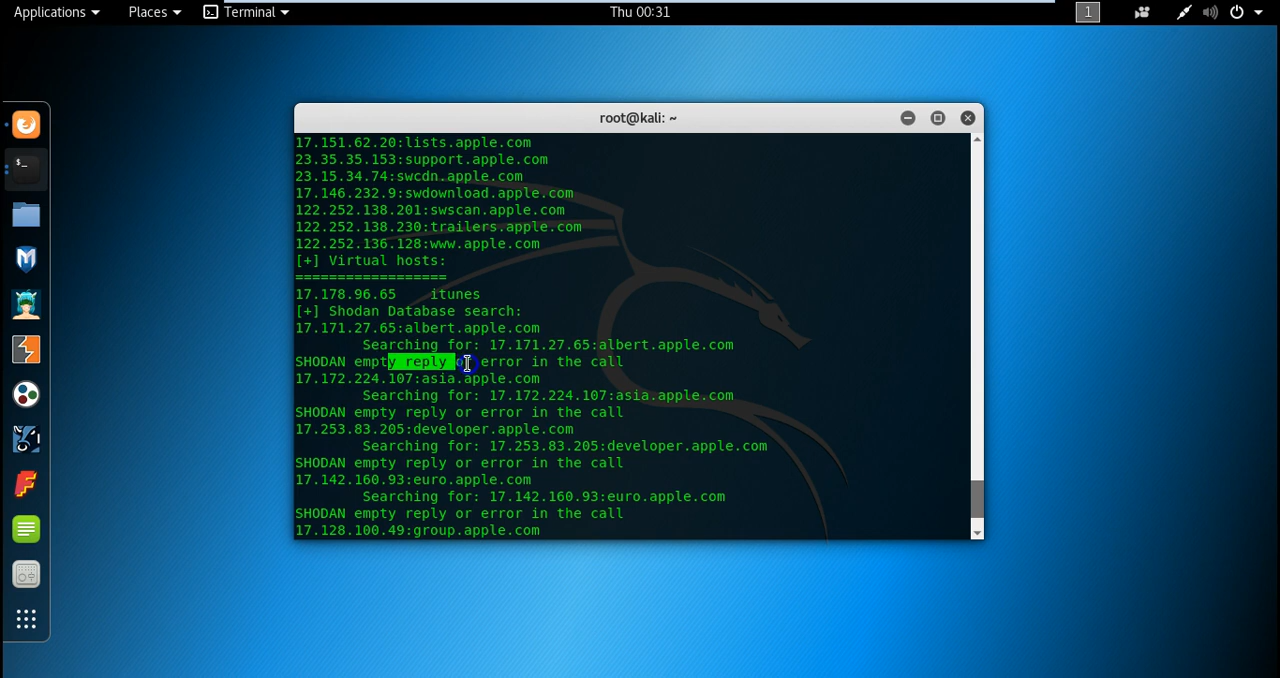 Applications Places Terminal Thu 00:31 1
root@kali: ~
17.151.62.20:lists.apple.com
23.35.35.153:support.apple.com
23.15.34.74:swcdn.apple.com
17.146.232.9:swdownload.apple.com
122.252.138.201:swscan.apple.com
122.252.138.230:trailers.apple.com
122.252.136.128:www.apple.com
[+] Virtual hosts:
==================
17.178.96.65 itunes
[+] Shodan Database search:
17.171.27.65:albert.apple.com
Searching for: 17.171.27.65:albert.apple.com
SHODAN empty reply or error in the call
17.172.224.107:asia.apple.com
Searching for: 17.172.224.107:asia.apple.com
SHODAN empty reply or error in the call
17.253.83.205:developer.apple.com
Searching for: 17.253.83.205:developer.apple.com
SHODAN empty reply or error in the call
17.142.160.93:euro.apple.com
Searching for: 17.142.160.93:euro.apple.com
SHODAN empty reply or error in the call
17.128.100.49:group.apple.com